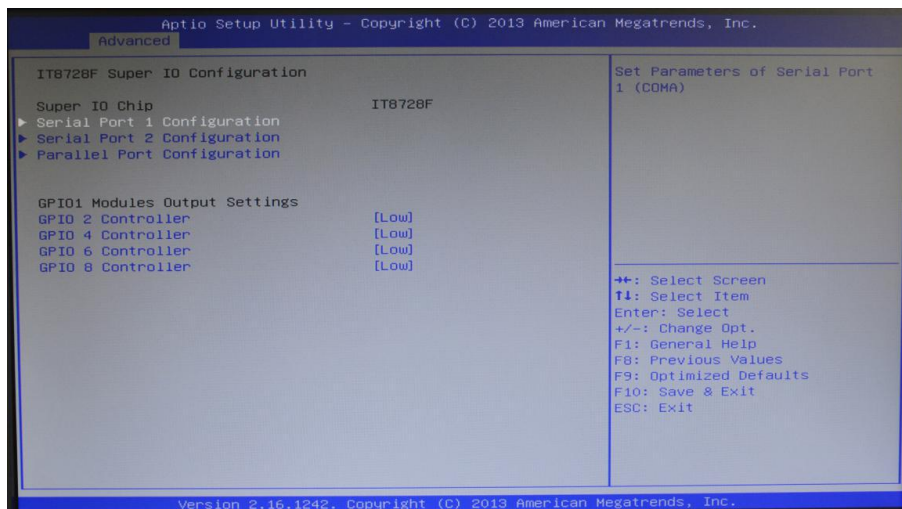 Aptio Setup Utility – Copyright (C) 2013 American Megatrends, Inc.
Advanced
IT8728F Super IO Configuration
Super IO Chip IT8728F
▶ Serial Port 1 Configuration
▶ Serial Port 2 Configuration
▶ Parallel Port Configuration
GPIO1 Modules Output Settings
GPIO 2 Controller [Low]
GPIO 4 Controller [Low]
GPIO 6 Controller [Low]
GPIO 8 Controller [Low]
Set Parameters of Serial Port
1 (COMA)
→←: Select Screen
↑↓: Select Item
Enter: Select
+/-: Change Opt.
F1: General Help
F8: Previous Values
F9: Optimized Defaults
F10: Save & Exit
ESC: Exit
Version 2.16.1242. Copyright (C) 2013 American Megatrends, Inc.